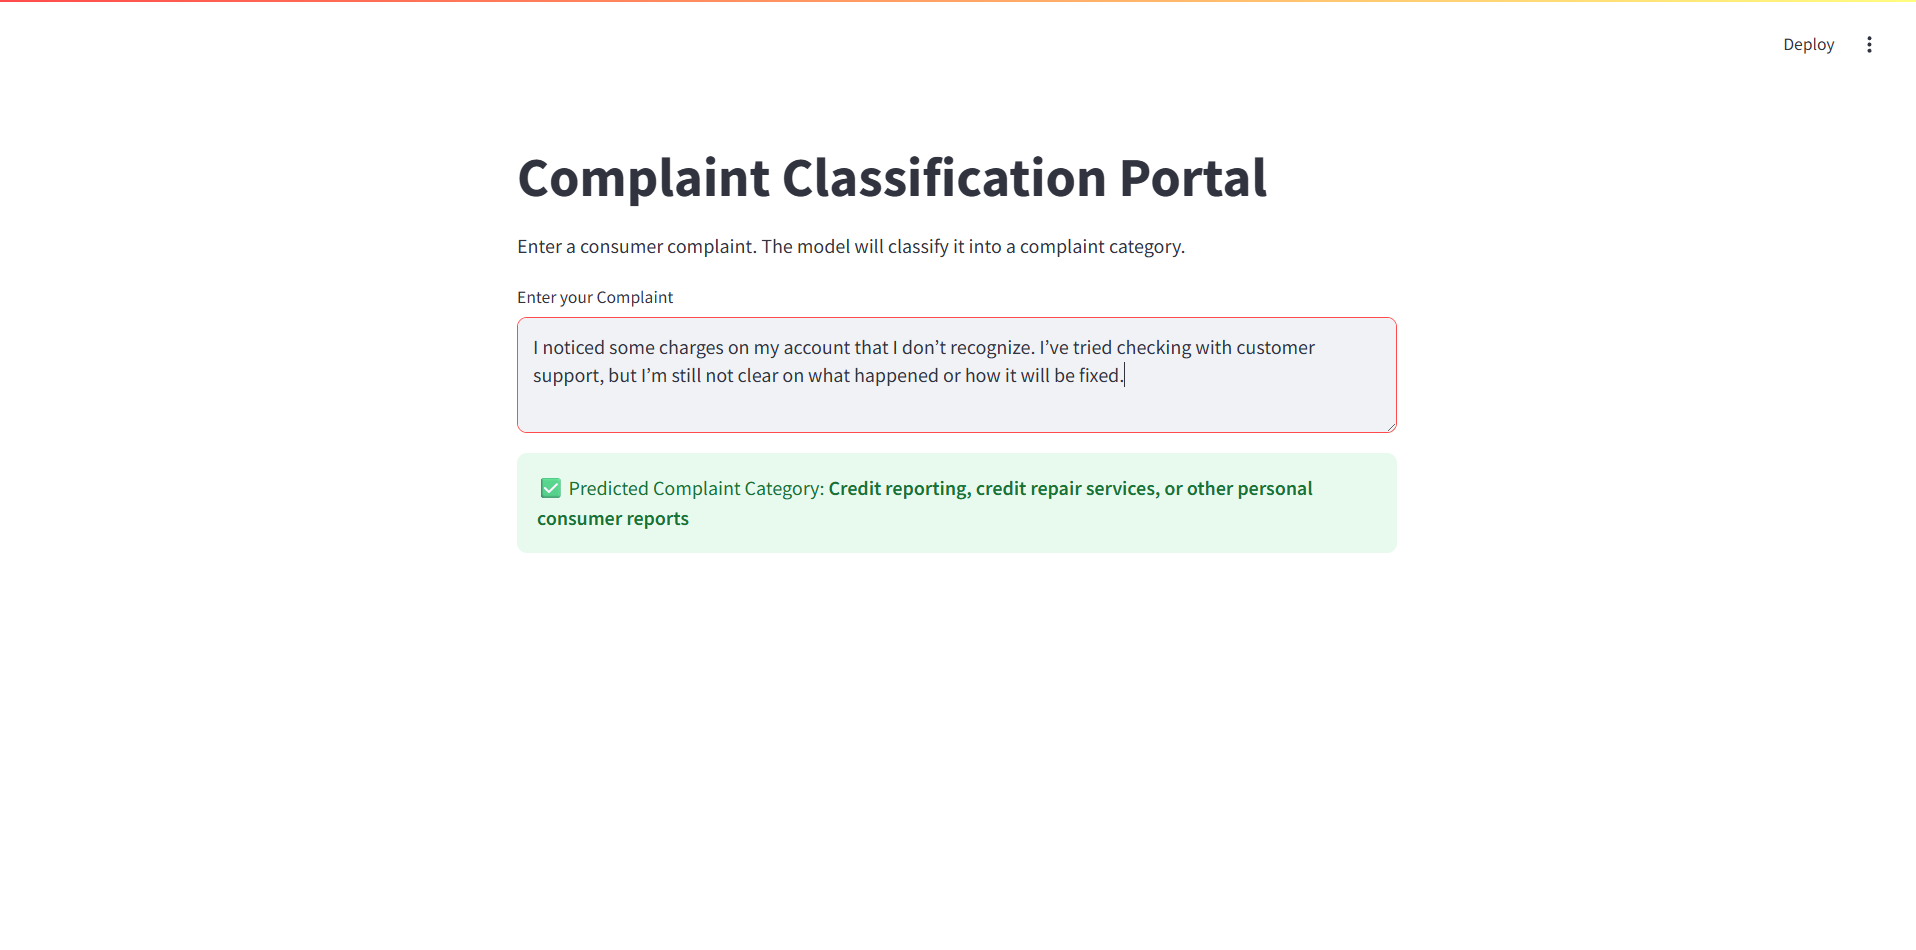 Deploy
Complaint Classification Portal
Enter a consumer complaint. The model will classify it into a complaint category.
Enter your Complaint
I noticed some charges on my account that I don’t recognize. I’ve tried checking with customer
support, but I’m still not clear on what happened or how it will be fixed.
✅ Predicted Complaint Category: Credit reporting, credit repair services, or other personal
consumer reports